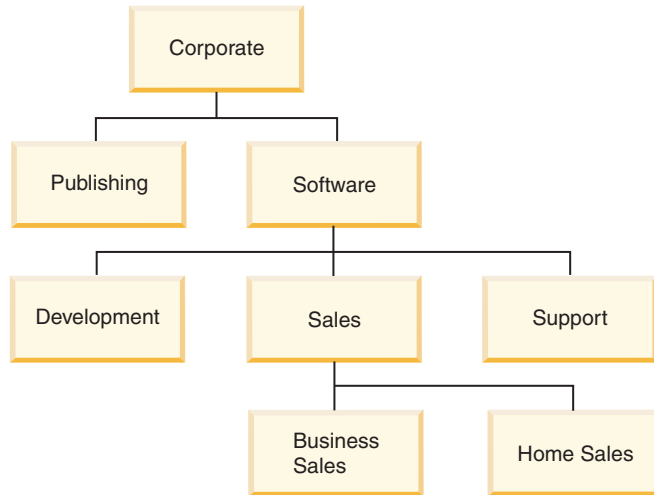 Corporate
Publishing
Software
Development
Sales
Support
Business
Sales
Home Sales